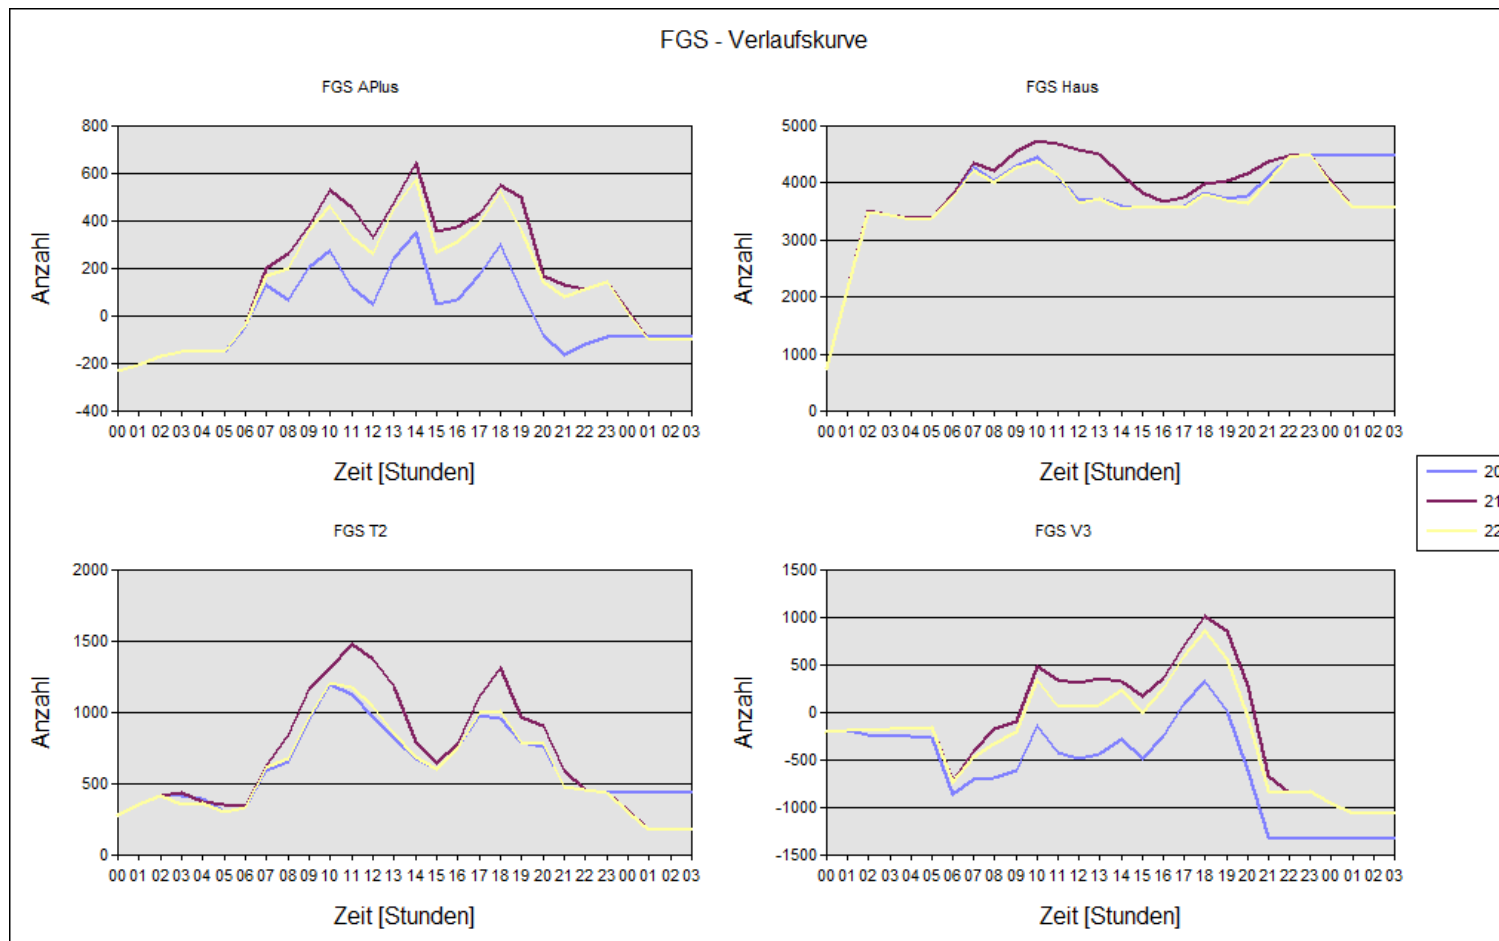 FGS - Verlaufskurve
FGS APlus
800
600
400
200
0
-200
-400
Anzahl
00 01 02 03 04 05 06 07 08 09 10 11 12 13 14 15 16 17 18 19 20 21 22 23 00 01 02 03
Zeit [Stunden]
FGS Haus
5000
4000
3000
2000
1000
0
Anzahl
00 01 02 03 04 05 06 07 08 09 10 11 12 13 14 15 16 17 18 19 20 21 22 23 00 01 02 03
Zeit [Stunden]
20
21
22
FGS T2
2000
1500
1000
500
0
Anzahl
00 01 02 03 04 05 06 07 08 09 10 11 12 13 14 15 16 17 18 19 20 21 22 23 00 01 02 03
Zeit [Stunden]
FGS V3
1500
1000
500
0
-500
-1000
-1500
Anzahl
00 01 02 03 04 05 06 07 08 09 10 11 12 13 14 15 16 17 18 19 20 21 22 23 00 01 02 03
Zeit [Stunden]